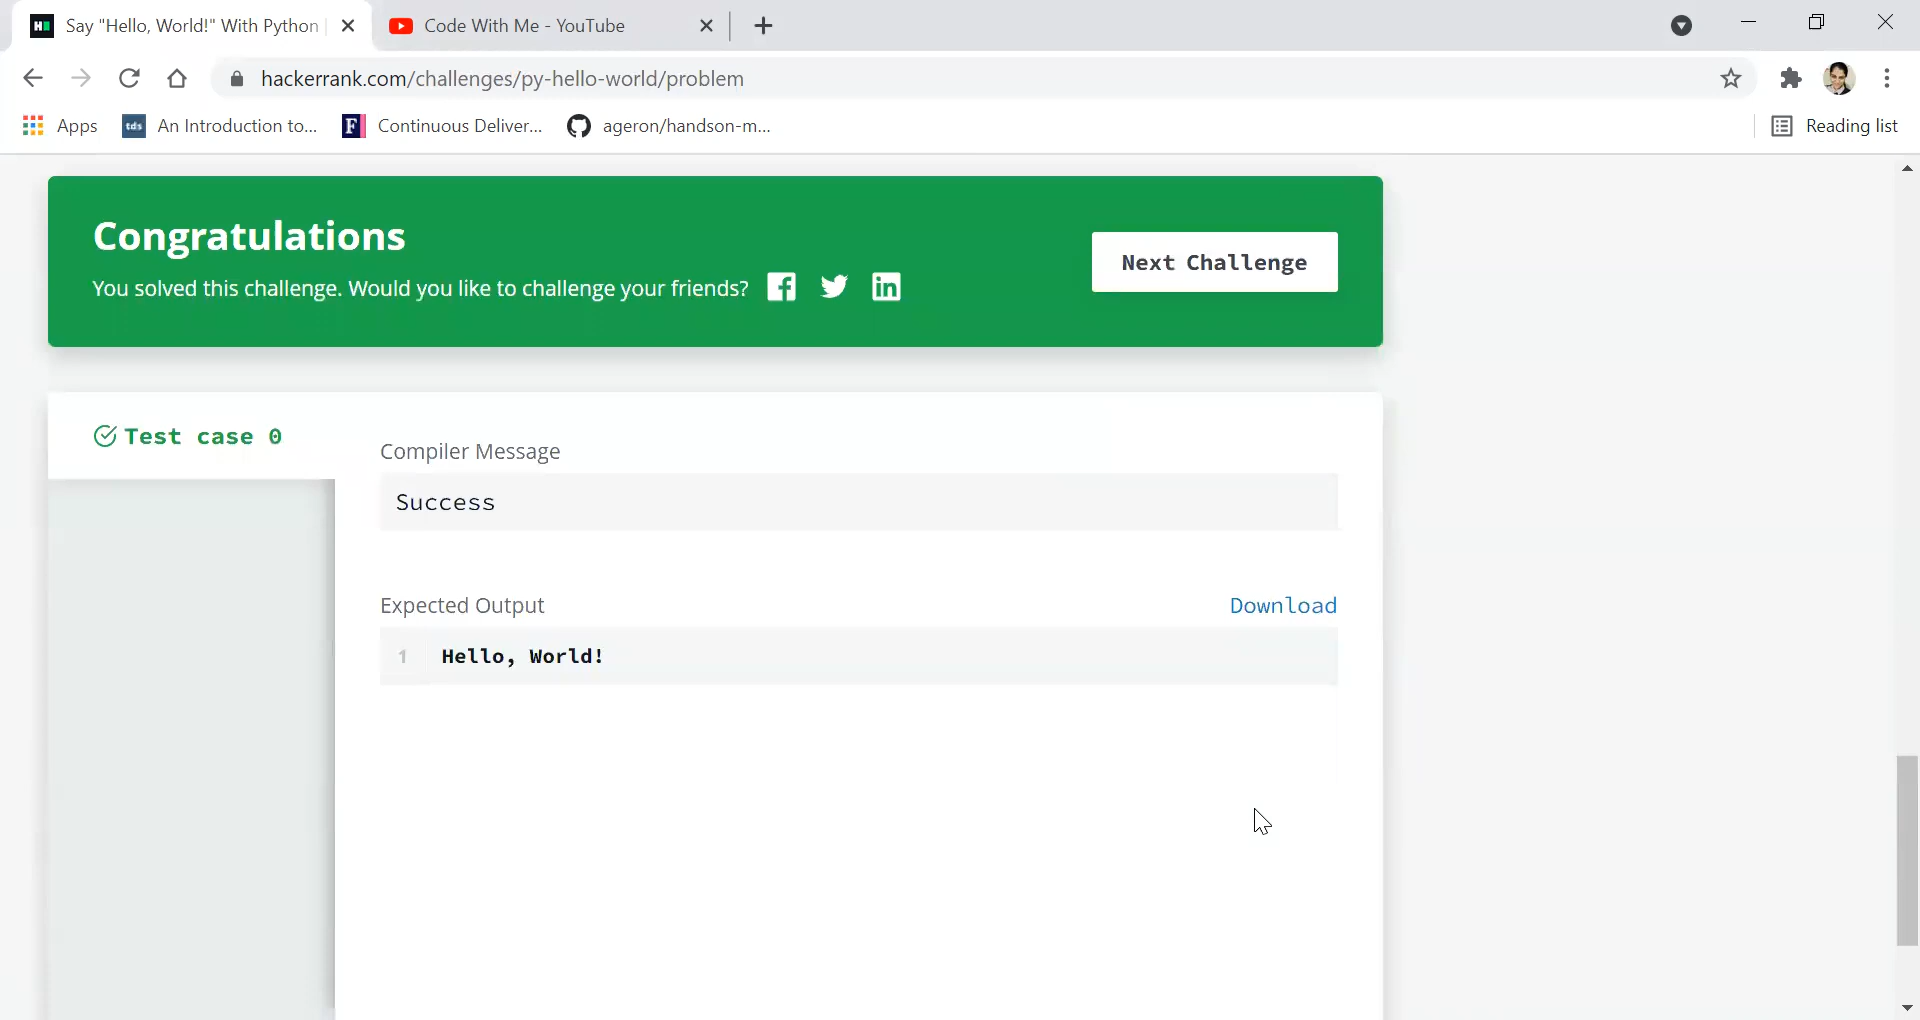 Say "Hello, World!" With Python
Code With Me - YouTube
hackerrank.com/challenges/py-hello-world/problem
Apps
tds
An Introduction to...
F
Continuous Deliver...
ageron/handson-m...
Reading list
Congratulations
You solved this challenge. Would you like to challenge your friends?
Next Challenge
Test case 0
Compiler Message
Success
Expected Output
Download
1 Hello, World!